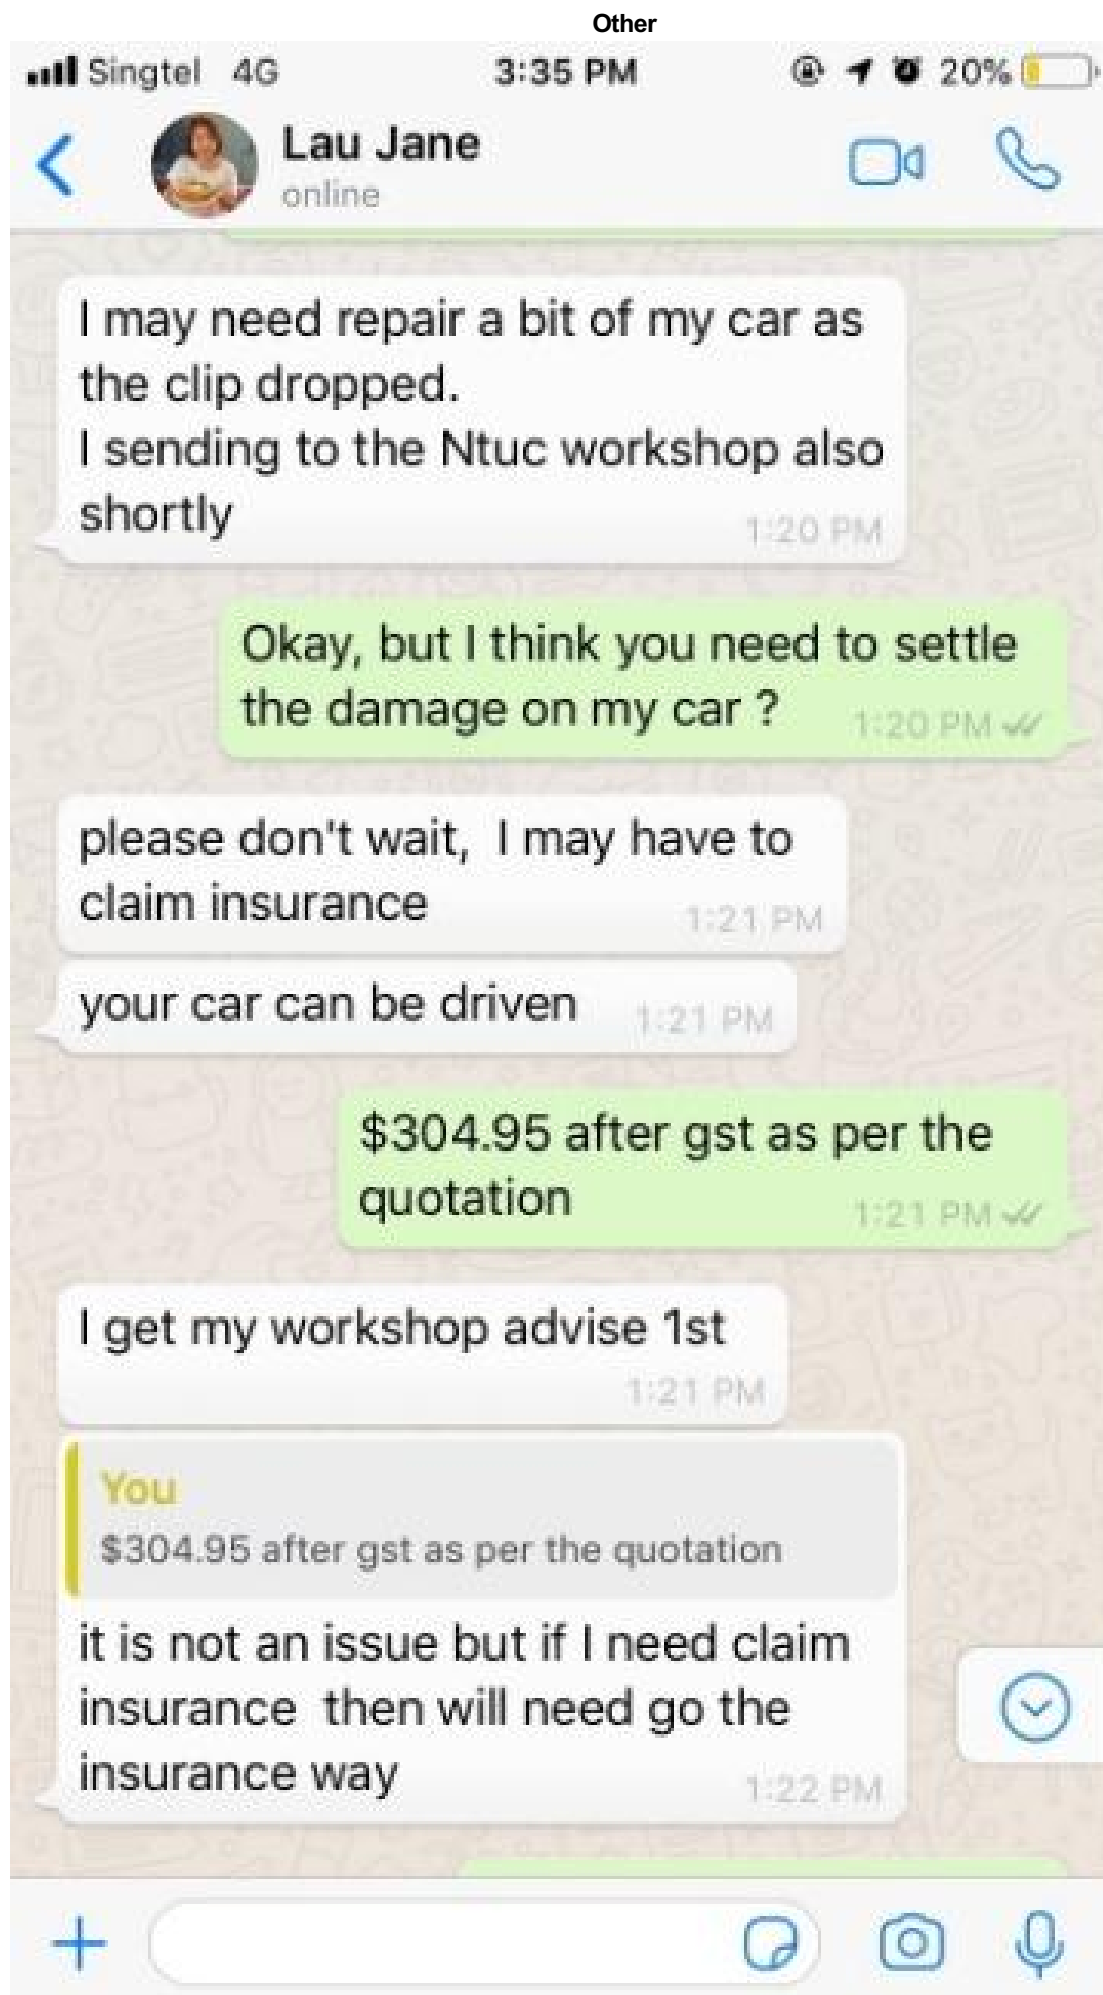 Other
Singtel 4G 3:35 PM 20%
Lau Jane
online
I may need repair a bit of my car as
the clip dropped.
I sending to the Ntuc workshop also
shortly 1:20 PM
Okay, but I think you need to settle
the damage on my car ? 1:20 PM
please don't wait,  I may have to
claim insurance 1:21 PM
your car can be driven 1:21 PM
$304.95 after gst as per the
quotation 1:21 PM
I get my workshop advise 1st
1:21 PM
You
$304.95 after gst as per the quotation
it is not an issue but if I need claim
insurance  then will need go the
insurance way 1:22 PM